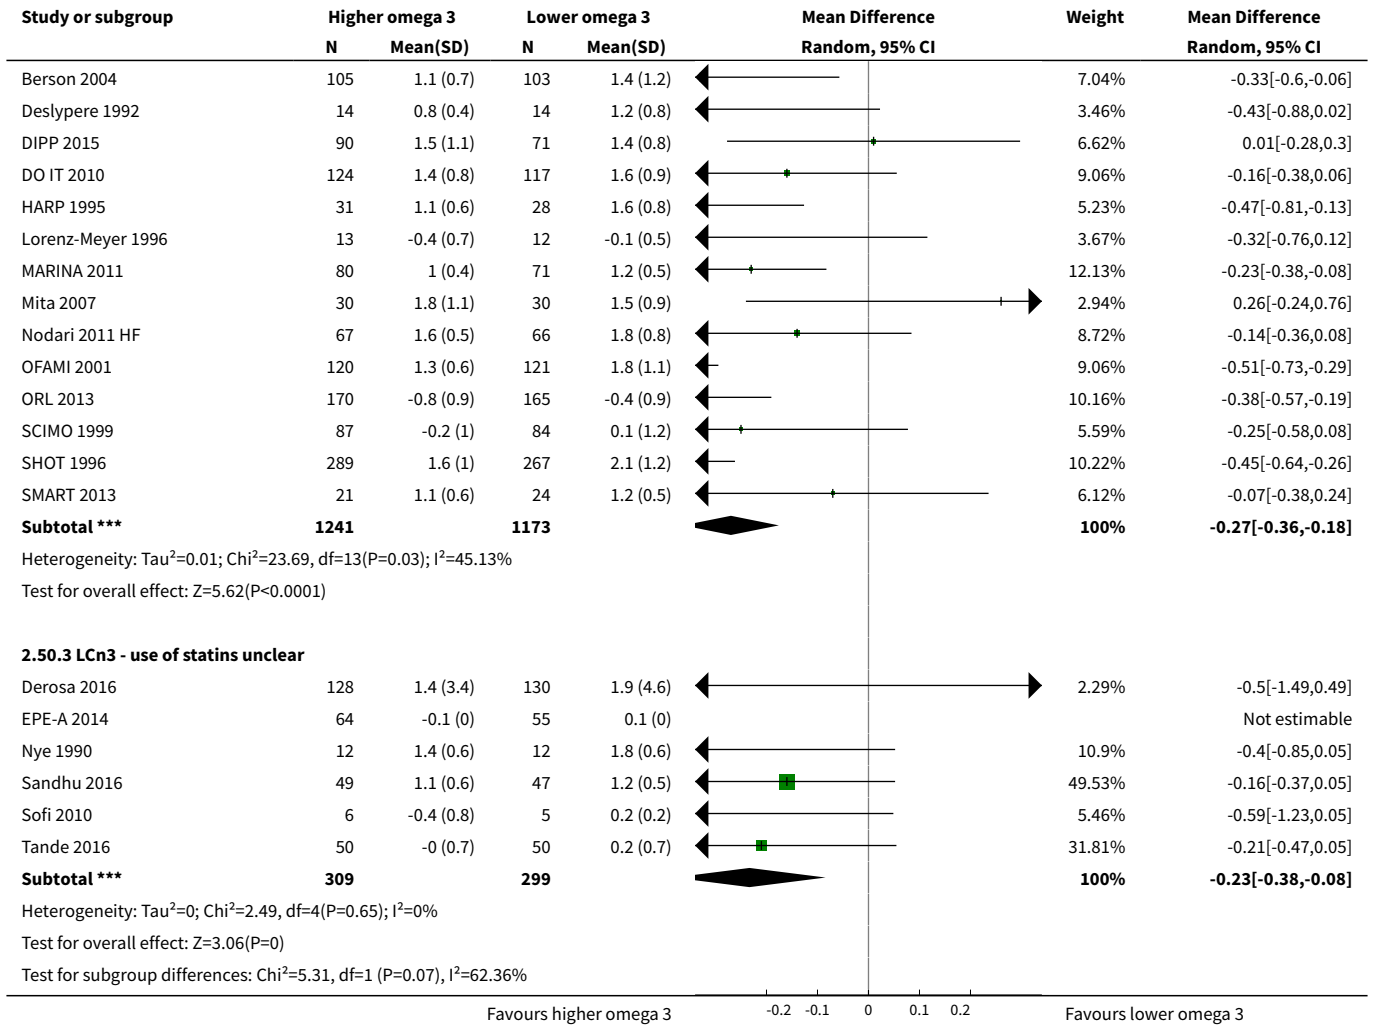 Study or subgroup Higher omega 3 Lower omega 3 Mean Difference Weight Mean Difference
N Mean(SD) N Mean(SD) Random, 95% CI Random, 95% CI
Berson 2004 105 1.1 (0.7) 103 1.4 (1.2) 7.04% -0.33[-0.6,-0.06]
Deslypere 1992 14 0.8 (0.4) 14 1.2 (0.8) 3.46% -0.43[-0.88,0.02]
DIPP 2015 90 1.5 (1.1) 71 1.4 (0.8) 6.62% 0.01[-0.28,0.3]
DO IT 2010 124 1.4 (0.8) 117 1.6 (0.9) 9.06% -0.16[-0.38,0.06]
HARP 1995 31 1.1 (0.6) 28 1.6 (0.8) 5.23% -0.47[-0.81,-0.13]
Lorenz-Meyer 1996 13 -0.4 (0.7) 12 -0.1 (0.5) 3.67% -0.32[-0.76,0.12]
MARINA 2011 80 1 (0.4) 71 1.2 (0.5) 12.13% -0.23[-0.38,-0.08]
Mita 2007 30 1.8 (1.1) 30 1.5 (0.9) 2.94% 0.26[-0.24,0.76]
Nodari 2011 HF 67 1.6 (0.5) 66 1.8 (0.8) 8.72% -0.14[-0.36,0.08]
OFAMI 2001 120 1.3 (0.6) 121 1.8 (1.1) 9.06% -0.51[-0.73,-0.29]
ORL 2013 170 -0.8 (0.9) 165 -0.4 (0.9) 10.16% -0.38[-0.57,-0.19]
SCIMO 1999 87 -0.2 (1) 84 0.1 (1.2) 5.59% -0.25[-0.58,0.08]
SHOT 1996 289 1.6 (1) 267 2.1 (1.2) 10.22% -0.45[-0.64,-0.26]
SMART 2013 21 1.1 (0.6) 24 1.2 (0.5) 6.12% -0.07[-0.38,0.24]
Subtotal *** 1241 1173 100% -0.27[-0.36,-0.18]
Heterogeneity: Tau²=0.01; Chi²=23.69, df=13(P=0.03); I²=45.13%
Test for overall effect: Z=5.62(P<0.0001)
2.50.3 LCn3 - use of statins unclear
Derosa 2016 128 1.4 (3.4) 130 1.9 (4.6) 2.29% -0.5[-1.49,0.49]
EPE-A 2014 64 -0.1 (0) 55 0.1 (0) Not estimable
Nye 1990 12 1.4 (0.6) 12 1.8 (0.6) 10.9% -0.4[-0.85,0.05]
Sandhu 2016 49 1.1 (0.6) 47 1.2 (0.5) 49.53% -0.16[-0.37,0.05]
Sofi 2010 6 -0.4 (0.8) 5 0.2 (0.2) 5.46% -0.59[-1.23,0.05]
Tande 2016 50 -0 (0.7) 50 0.2 (0.7) 31.81% -0.21[-0.47,0.05]
Subtotal *** 309 299 100% -0.23[-0.38,-0.08]
Heterogeneity: Tau²=0; Chi²=2.49, df=4(P=0.65); I²=0%
Test for overall effect: Z=3.06(P=0)
Test for subgroup differences: Chi²=5.31, df=1 (P=0.07), I²=62.36%
Favours higher omega 3 -0.2 -0.1 0 0.1 0.2 Favours lower omega 3